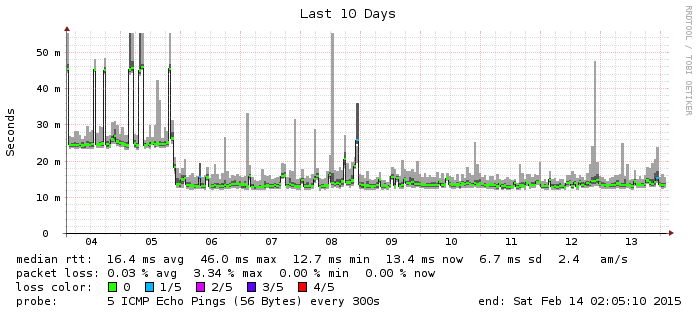 Last 10 Days
RRDTOOL / TOBI OETIKER
Seconds
50 m
40 m
30 m
20 m
10 m
0
04 05 06 07 08 09 10 11 12 13
median rtt: 16.4 ms avg 46.0 ms max 12.7 ms min 13.4 ms now 6.7 ms sd 2.4 am/s
packet loss: 0.03 % avg 3.34 % max 0.00 % min 0.00 % now
loss color: 0 1/5 2/5 3/5 4/5
probe: 5 ICMP Echo Pings (56 Bytes) every 300s end: Sat Feb 14 02:05:10 2015